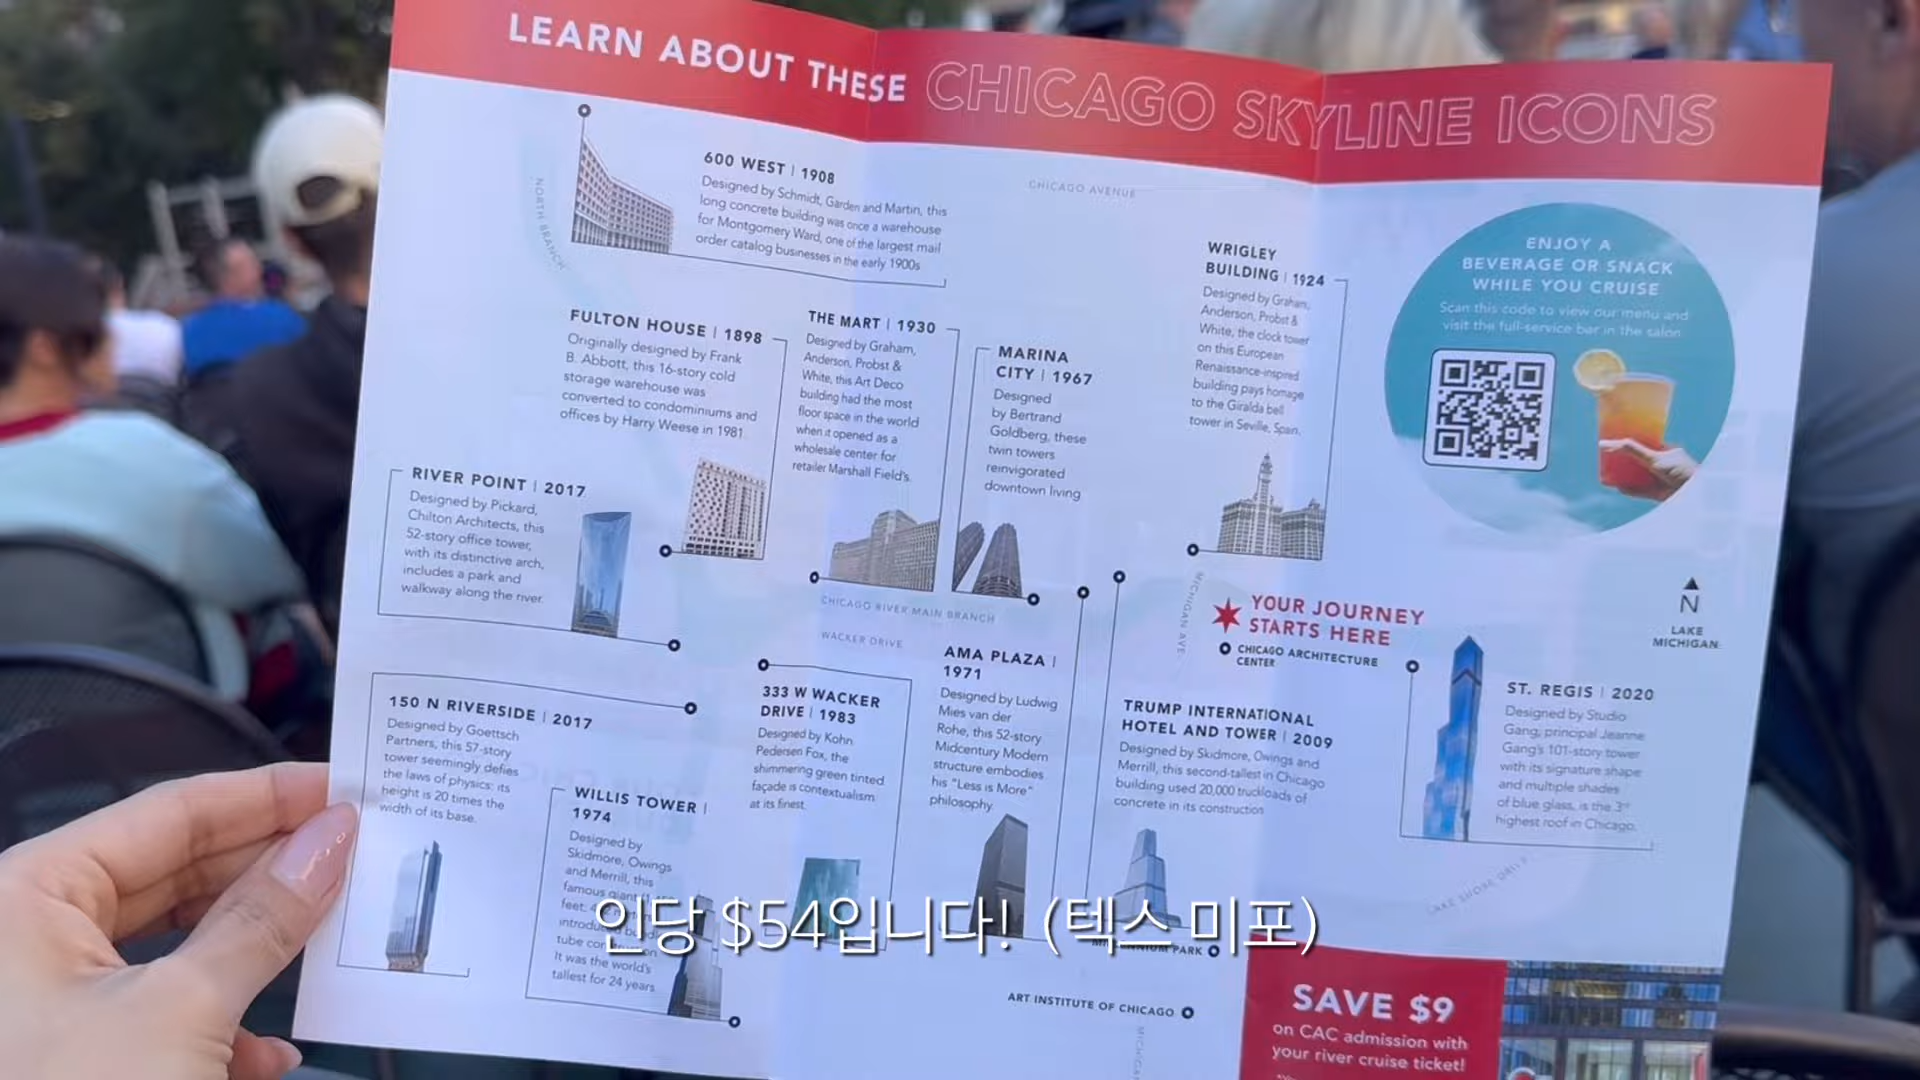 LEARN ABOUT THESE CHICAGO SKYLINE ICONS
600 WEST | 1908
Designed by Schmidt, Garden and Martin, this
long concrete building was once a warehouse
for Montgomery Ward, one of the largest mail
order catalog businesses in the early 1900s
NORTH BRANCH
CHICAGO AVENUE
FULTON HOUSE | 1898
Originally designed by Frank
B. Abbott, this 16-story cold
storage warehouse was
converted to condominiums and
offices by Harry Weese in 1981.
THE MART | 1930
Designed by Graham,
Anderson, Probst &
White, this Art Deco
building had the most
floor space in the world
when it opened as a
wholesale center for
retailer Marshall Field's.
MARINA
CITY | 1967
Designed
by Bertrand
Goldberg, these
twin towers
reinvigorated
downtown living
WRIGLEY
BUILDING | 1924
Designed by Graham,
Anderson, Probst &
White, the clock tower
on this European
Renaissance-inspired
building pays homage
to the Giralda bell
tower in Seville, Span.
ENJOY A
BEVERAGE OR SNACK
WHILE YOU CRUISE
Scan this code to view our menu and
visit the full-service bar in the salon
RIVER POINT | 2017
Designed by Pickard,
Chilton Architects, this
52-story office tower,
with its distinctive arch,
includes a park and
walkway along the river.
CHICAGO RIVER MAIN BRANCH
WACKER DRIVE
MICHIGAN AVE
YOUR JOURNEY
STARTS HERE
CHICAGO ARCHITECTURE
CENTER
N
LAKE
MICHIGAN
150 N RIVERSIDE | 2017
Designed by Goettsch
Partners, this 57-story
tower seemingly defies
the laws of physics: its
height is 20 times the
width of its base.
WILLIS TOWER |
1974
Designed by
Skidmore, Owings
and Merrill, this
famous giant
feet;
tube
It was the world's
tallest for 24 years
333 W WACKER
DRIVE | 1983
Designed by Kohn
Pedersen Fox, the
shimmering green tinted
façade is contextualism
at its finest.
AMA PLAZA |
1971
Designed by Ludwig
Mies van der
Rohe, this 52-story
Midcentury Modern
structure embodies
his "Less is More"
philosophy
TRUMP INTERNATIONAL
HOTEL AND TOWER | 2009
Designed by Skidmore, Owings and
Merrill, this second-tallest in Chicago
building used 20,000 truckloads of
concrete in its construction
ST. REGIS | 2020
Designed by Studio
Gang, principal Jeanne
Gang's 101-story tower
with its signature shape
and multiple shades
of blue glass, is the 3rd
highest roof in Chicago.
LAKE SHORE DRIVE
인당 $54입니다! (텍스 미포)
MILLENNIUM PARK
ART INSTITUTE OF CHICAGO
SAVE $9
on CAC admission with
your river cruise ticket!